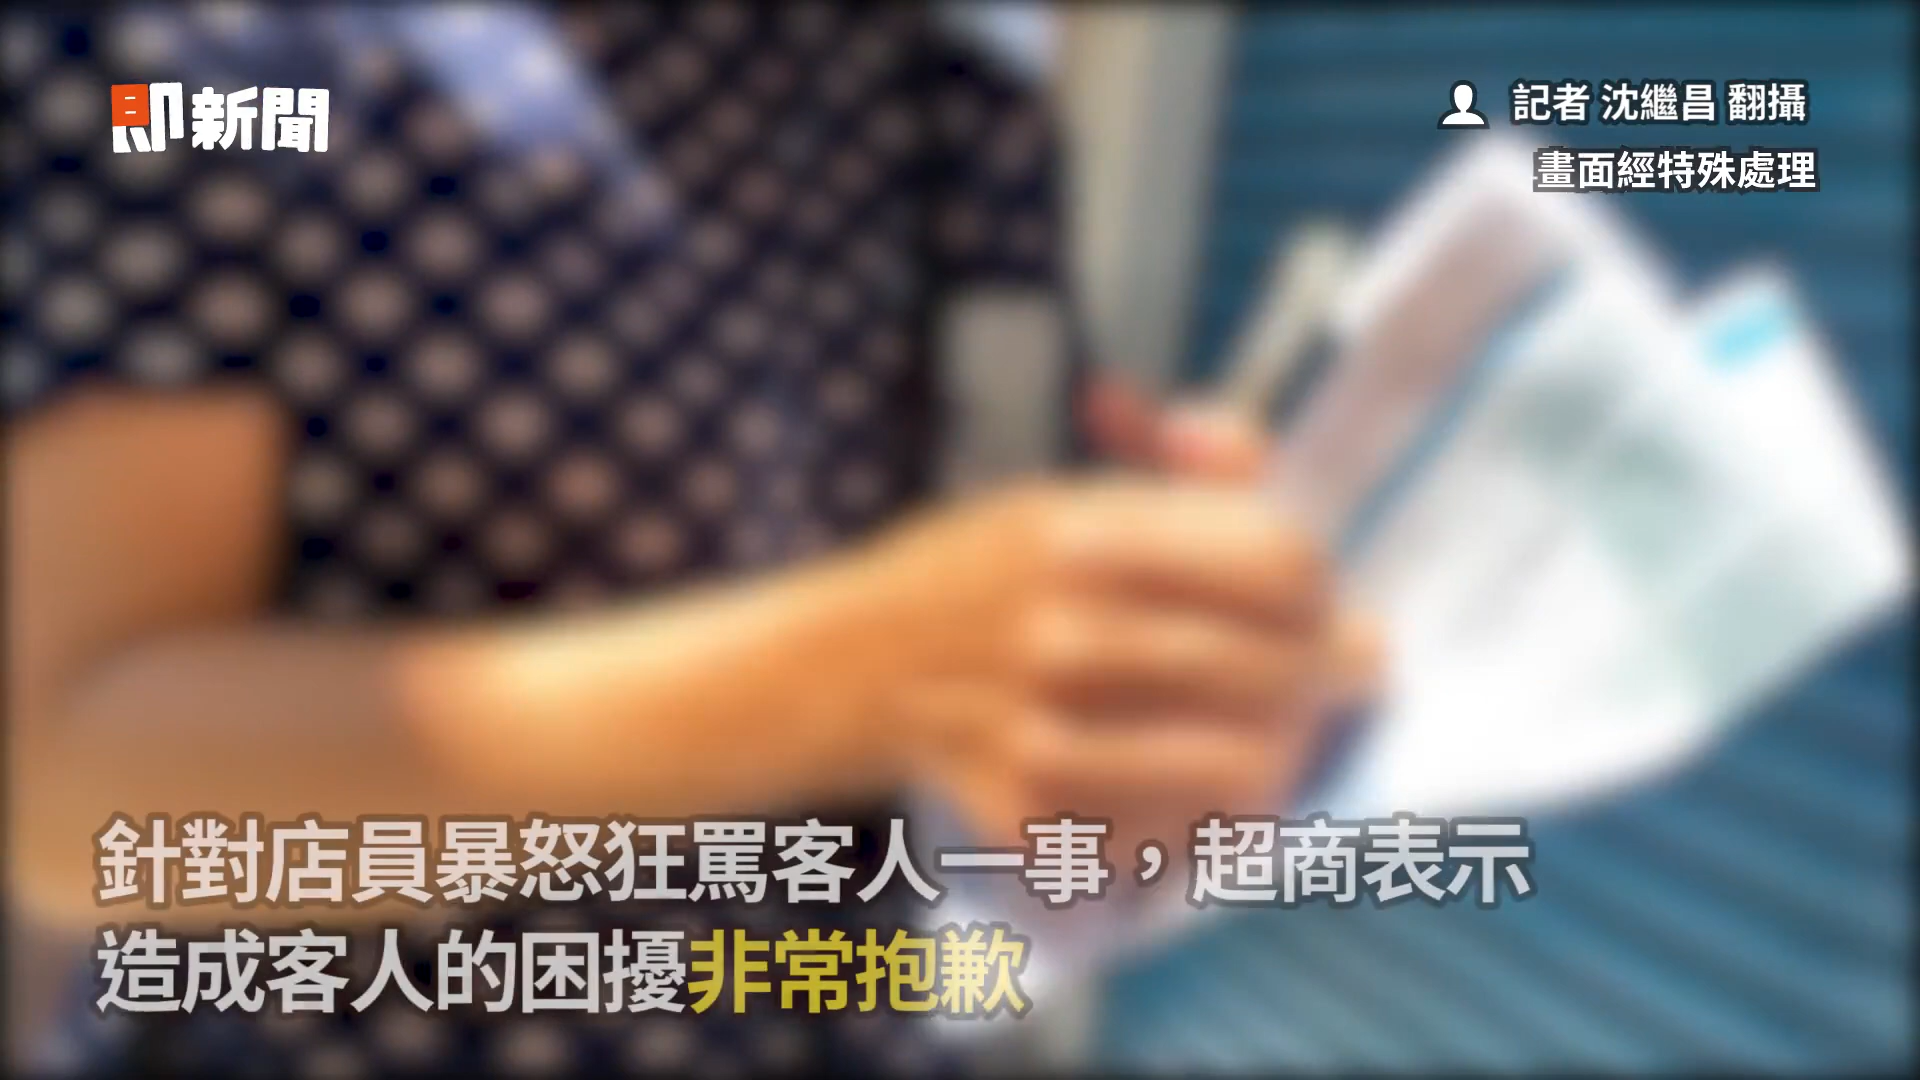 即新聞
記者 沈繼昌 翻攝
畫面經特殊處理
針對店員暴怒狂罵客人一事，超商表示
造成客人的困擾非常抱歉